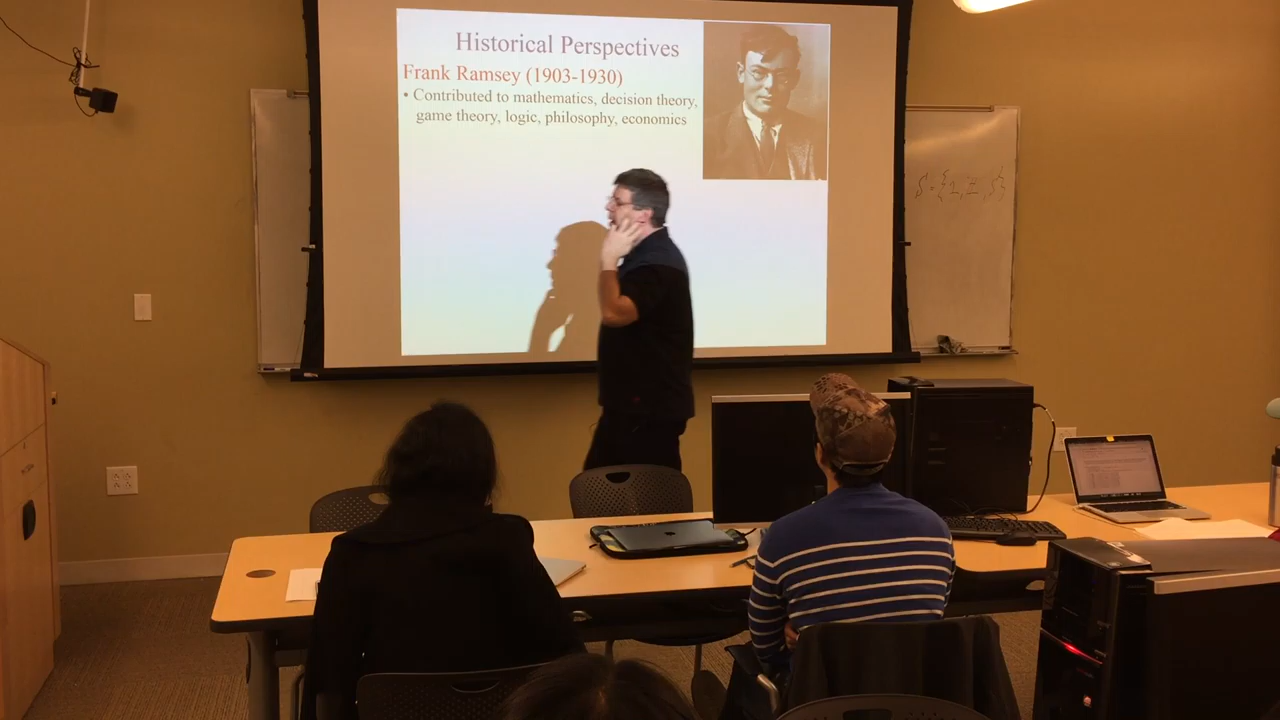 Historical Perspectives
Frank Ramsey (1903-1930)
• Contributed to mathematics, decision theory,
game theory, logic, philosophy, economics